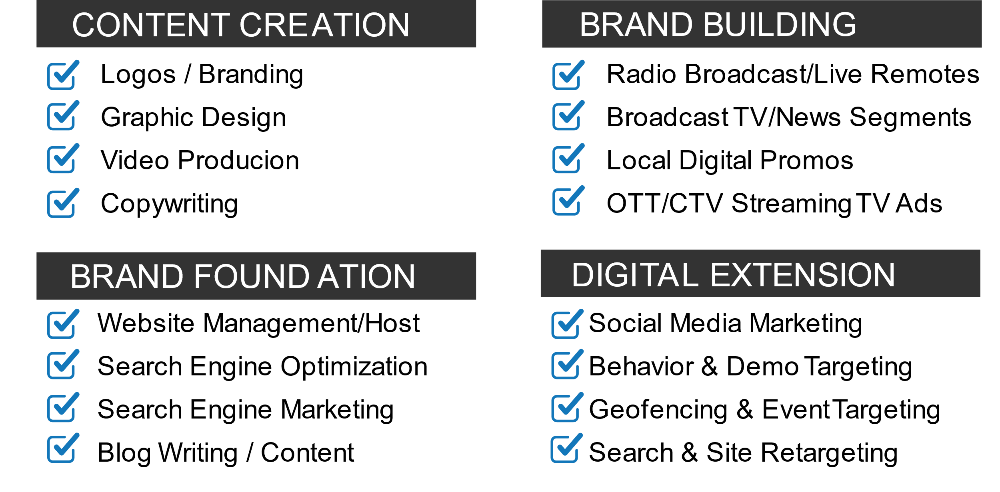 CONTENT CREATION
Logos / Branding
Graphic Design
Video Producion
Copywriting
BRAND BUILDING
Radio Broadcast/Live Remotes
Broadcast TV/News Segments
Local Digital Promos
OTT/CTV Streaming TV Ads
BRAND FOUNDATION
Website Management/Host
Search Engine Optimization
Search Engine Marketing
Blog Writing / Content
DIGITAL EXTENSION
Social Media Marketing
Behavior & Demo Targeting
Geofencing & Event Targeting
Search & Site Retargeting